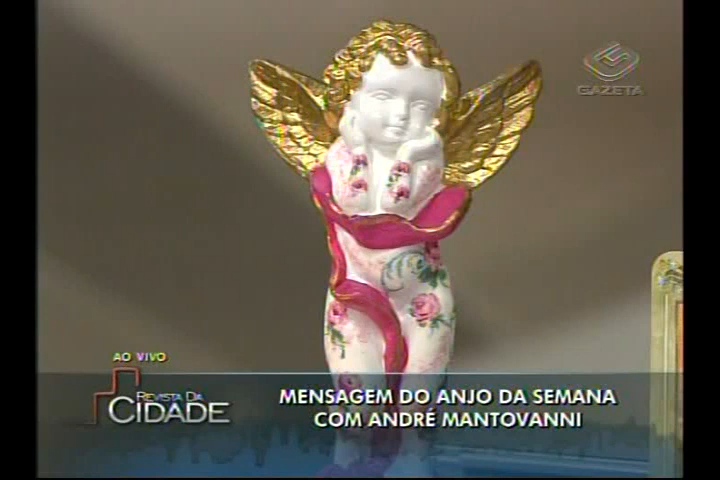 GAZETA
AO VIVO
REVISTA DA
CIDADE
MENSAGEM DO ANJO DA SEMANA
COM ANDRÉ MANTOVANNI